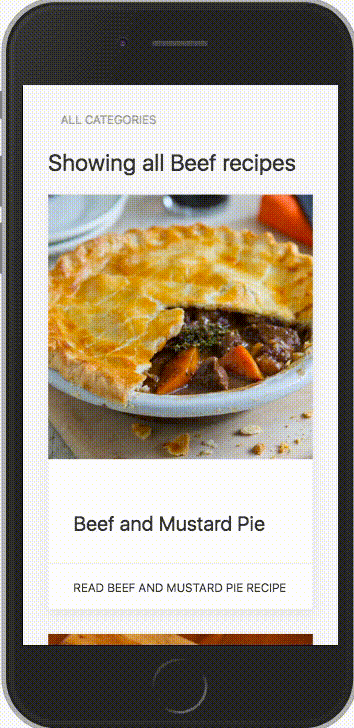 ALL CATEGORIES
Showing all Beef recipes
Beef and Mustard Pie
READ BEEF AND MUSTARD PIE RECIPE